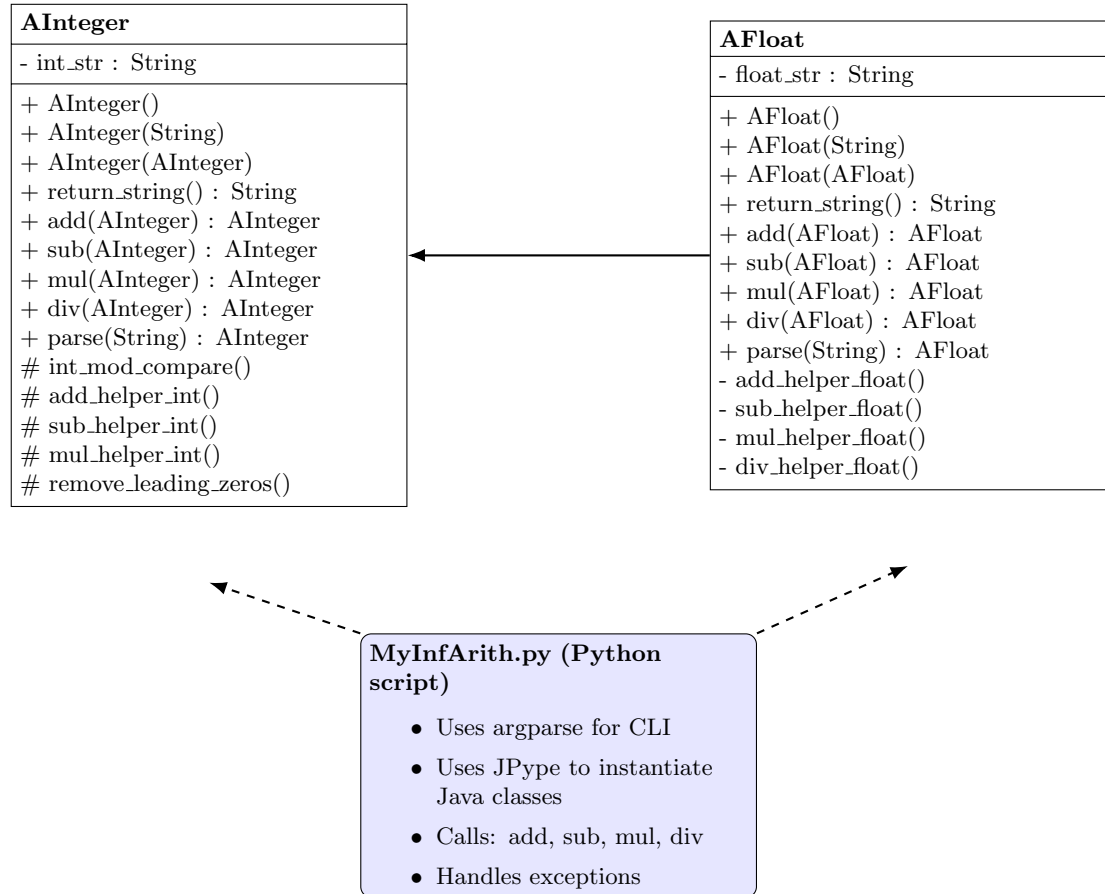 AInteger
- int_str : String
+ AInteger()
+ AInteger(String)
+ AInteger(AInteger)
+ return_string() : String
+ add(AInteger) : AInteger
+ sub(AInteger) : AInteger
+ mul(AInteger) : AInteger
+ div(AInteger) : AInteger
+ parse(String) : AInteger
# int_mod_compare()
# add_helper_int()
# sub_helper_int()
# mul_helper_int()
# remove_leading_zeros()
AFloat
- float_str : String
+ AFloat()
+ AFloat(String)
+ AFloat(AFloat)
+ return_string() : String
+ add(AFloat) : AFloat
+ sub(AFloat) : AFloat
+ mul(AFloat) : AFloat
+ div(AFloat) : AFloat
+ parse(String) : AFloat
- add_helper_float()
- sub_helper_float()
- mul_helper_float()
- div_helper_float()
MyInfArith.py (Python
script)
• Uses argparse for CLI
• Uses JPype to instantiate
Java classes
• Calls: add, sub, mul, div
• Handles exceptions